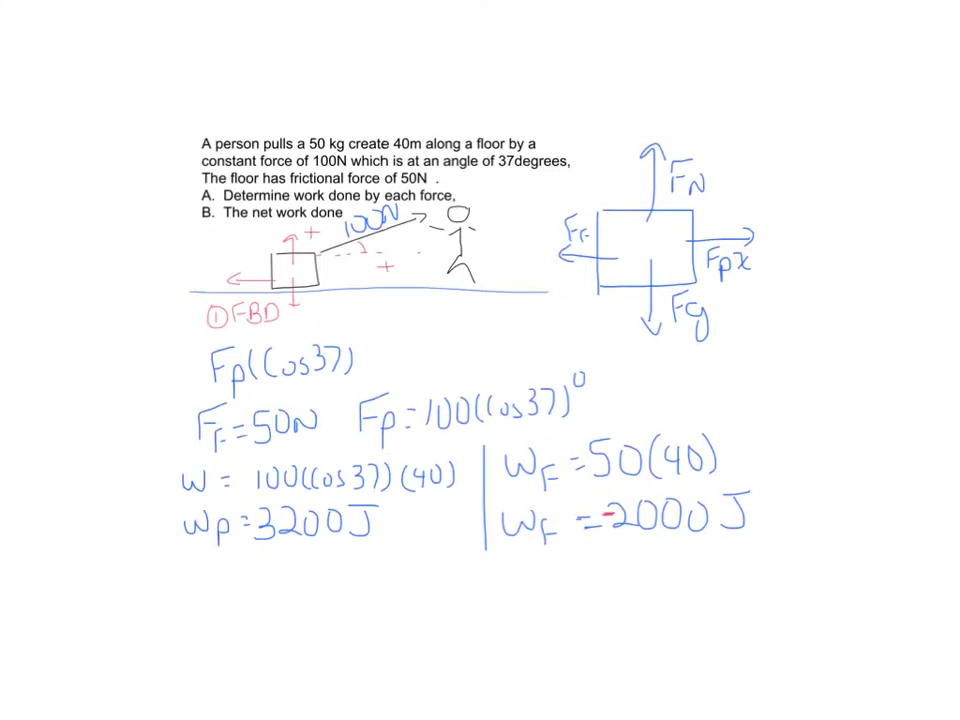 A person pulls a 50 kg create 40m along a floor by a
constant force of 100N which is at an angle of 37degrees,
The floor has frictional force of 50N .
A. Determine work done by each force,
B. The net work done
100N
+
+
① FBD
FN
FF
Fpx
Fg
Fp(Cos37)
FF=50N Fp=100(Cos37)°
W = 100(Cos37)(40)
Wp=3200J
WF =50(40)
WF =-2000J